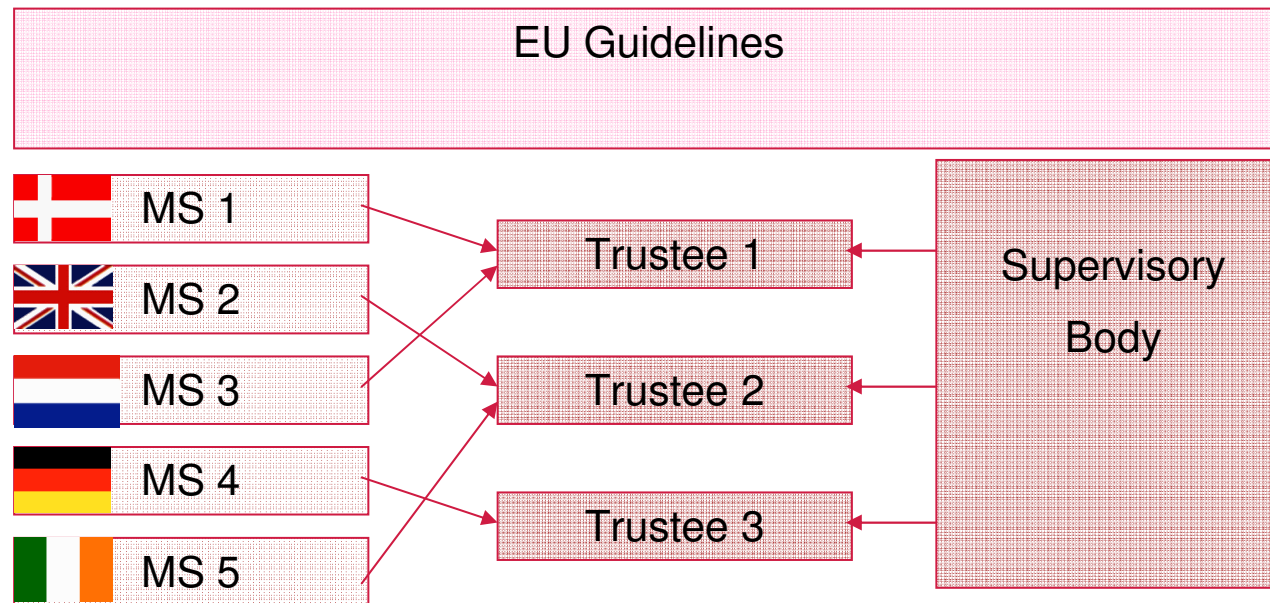 EU Guidelines
MS 1
MS 2
MS 3
MS 4
MS 5
Trustee 1
Trustee 2
Trustee 3
Supervisory
Body